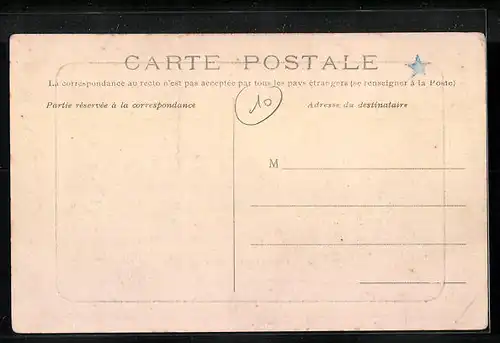 CARTE POSTALE
La correspondance au recto n'est pas acceptée par tous les pays étrangers (se renseigner à la Poste)
Partie réservée à la correspondance
10
Adresse du destinataire
M